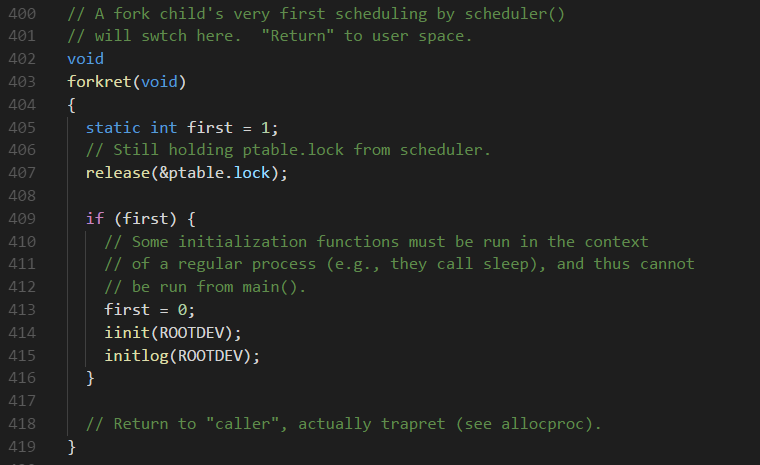 400 // A fork child's very first scheduling by scheduler()
401 // will swtch here.  "Return" to user space.
402 void
403 forkret(void)
404 {
405   static int first = 1;
406   // Still holding ptable.lock from scheduler.
407   release(&ptable.lock);
408
409   if (first) {
410     // Some initialization functions must be run in the context
411     // of a regular process (e.g., they call sleep), and thus cannot
412     // be run from main().
413     first = 0;
414     iinit(ROOTDEV);
415     initlog(ROOTDEV);
416   }
417
418   // Return to "caller", actually trapret (see allocproc).
419 }